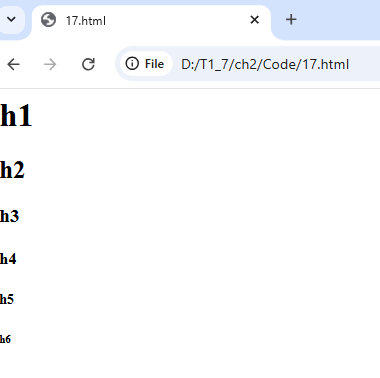 17.html
File D:/T1_7/ch2/Code/17.html
h1
h2
h3
h4
h5
h6